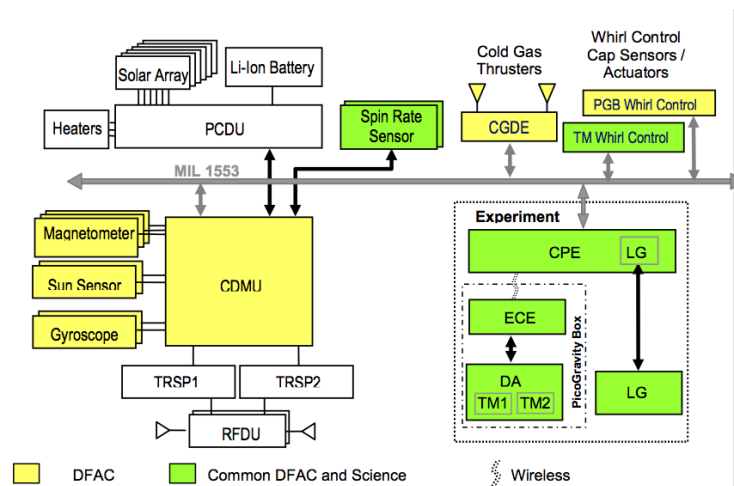 Solar Array
Li-Ion Battery
Heaters
PCDU
Spin Rate
Sensor
Cold Gas
Thrusters
CGDE
Whirl Control
Cap Sensors /
Actuators
PGB Whirl Control
TM Whirl Control
MIL 1553
Magnetometer
Sun Sensor
Gyroscope
CDMU
TRSP1
TRSP2
RFDU
Experiment
CPE
LG
ECE
DA
TM1
TM2
PicoGravity Box
LG
DFAC
Common DFAC and Science
Wireless